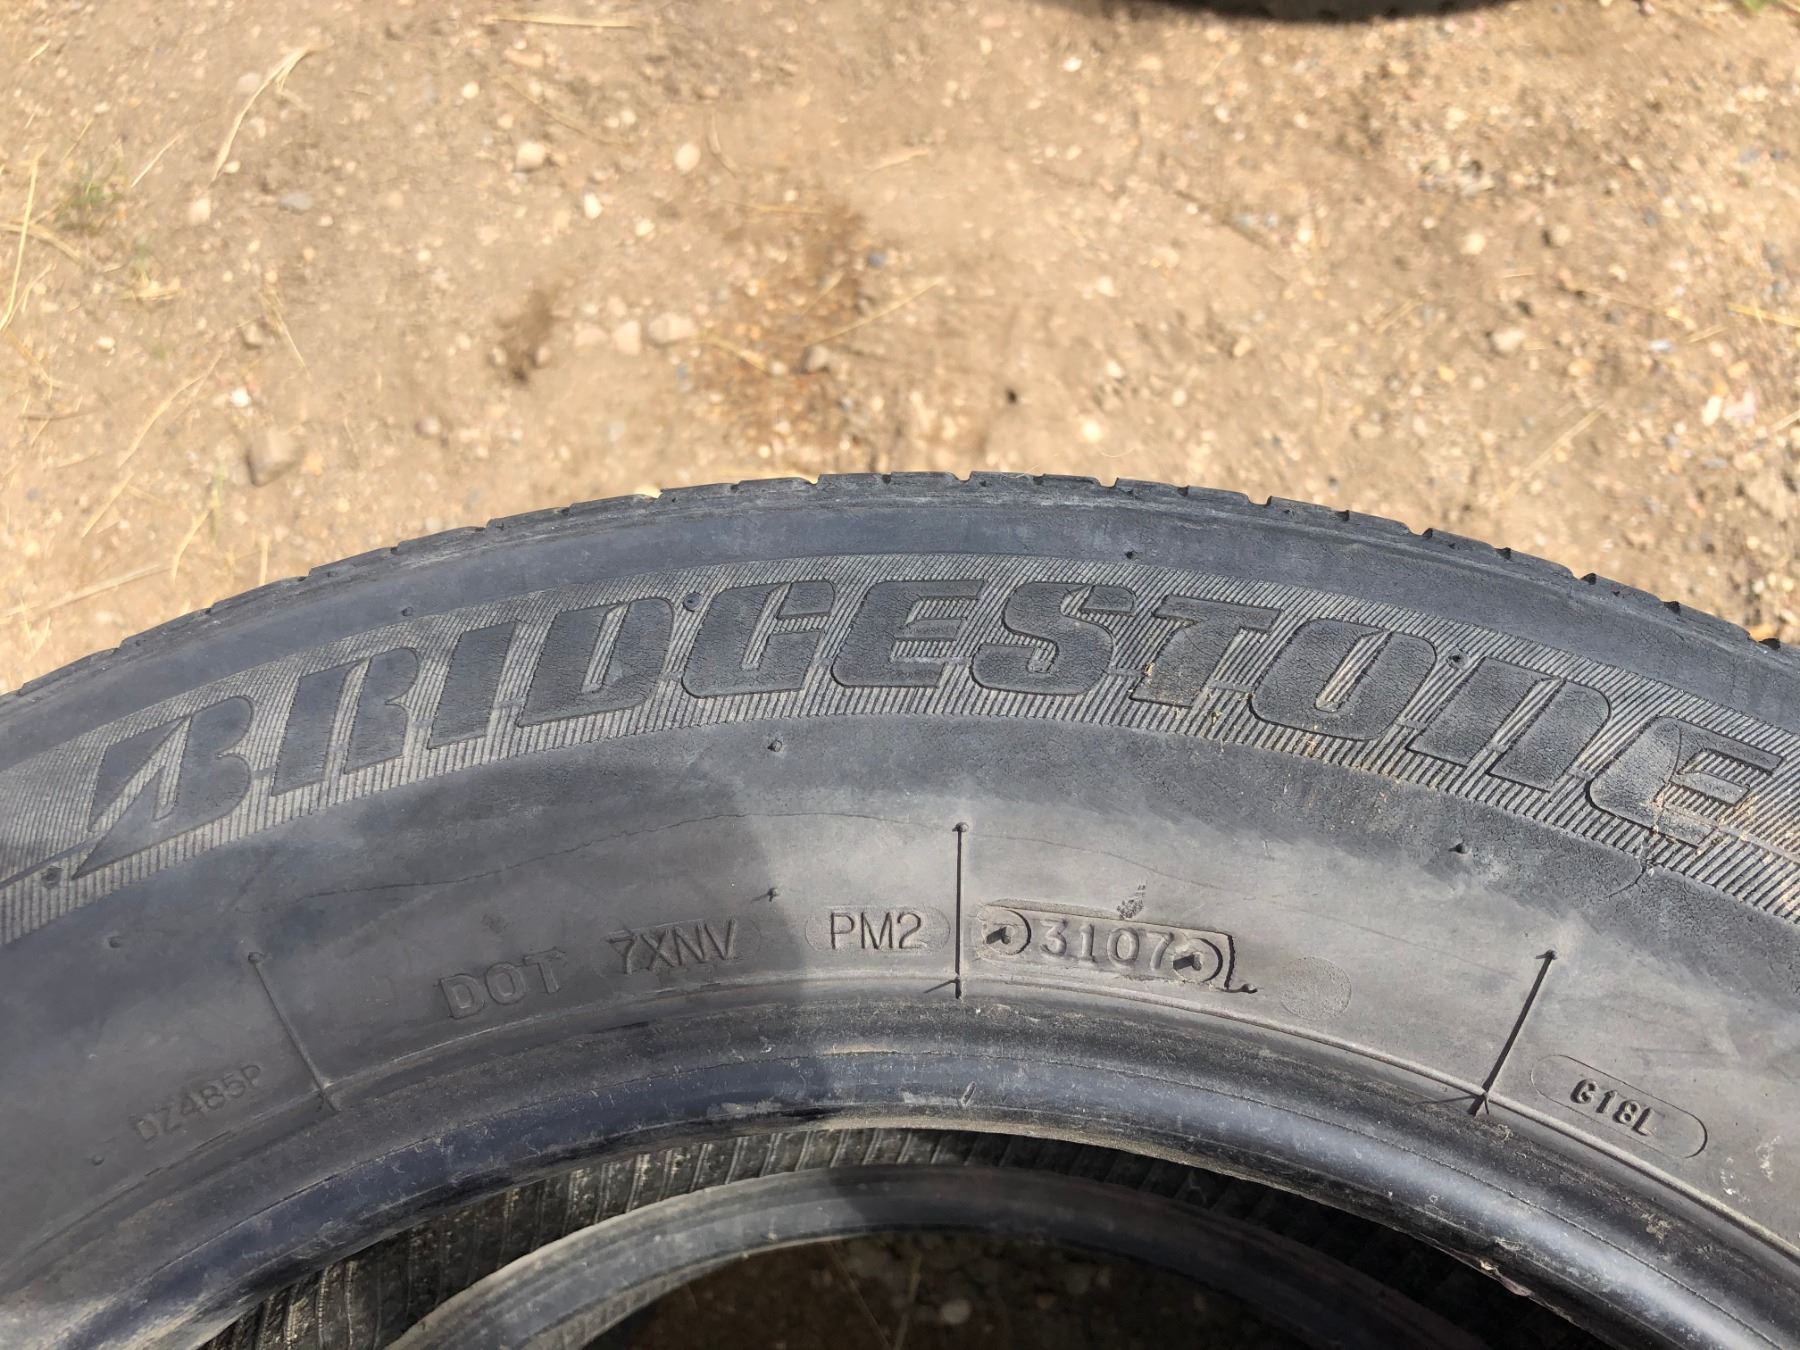 BRIDGESTONE
DOT 7XNV PM2 3107
DZ485P
G18L